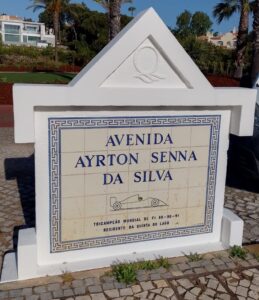 AVENIDA
AYRTON SENNA
DA SILVA
TRICAMPEÃO MUNDIAL DE F1 88-90-91
RESIDENTE DA QUINTA DO LAGO